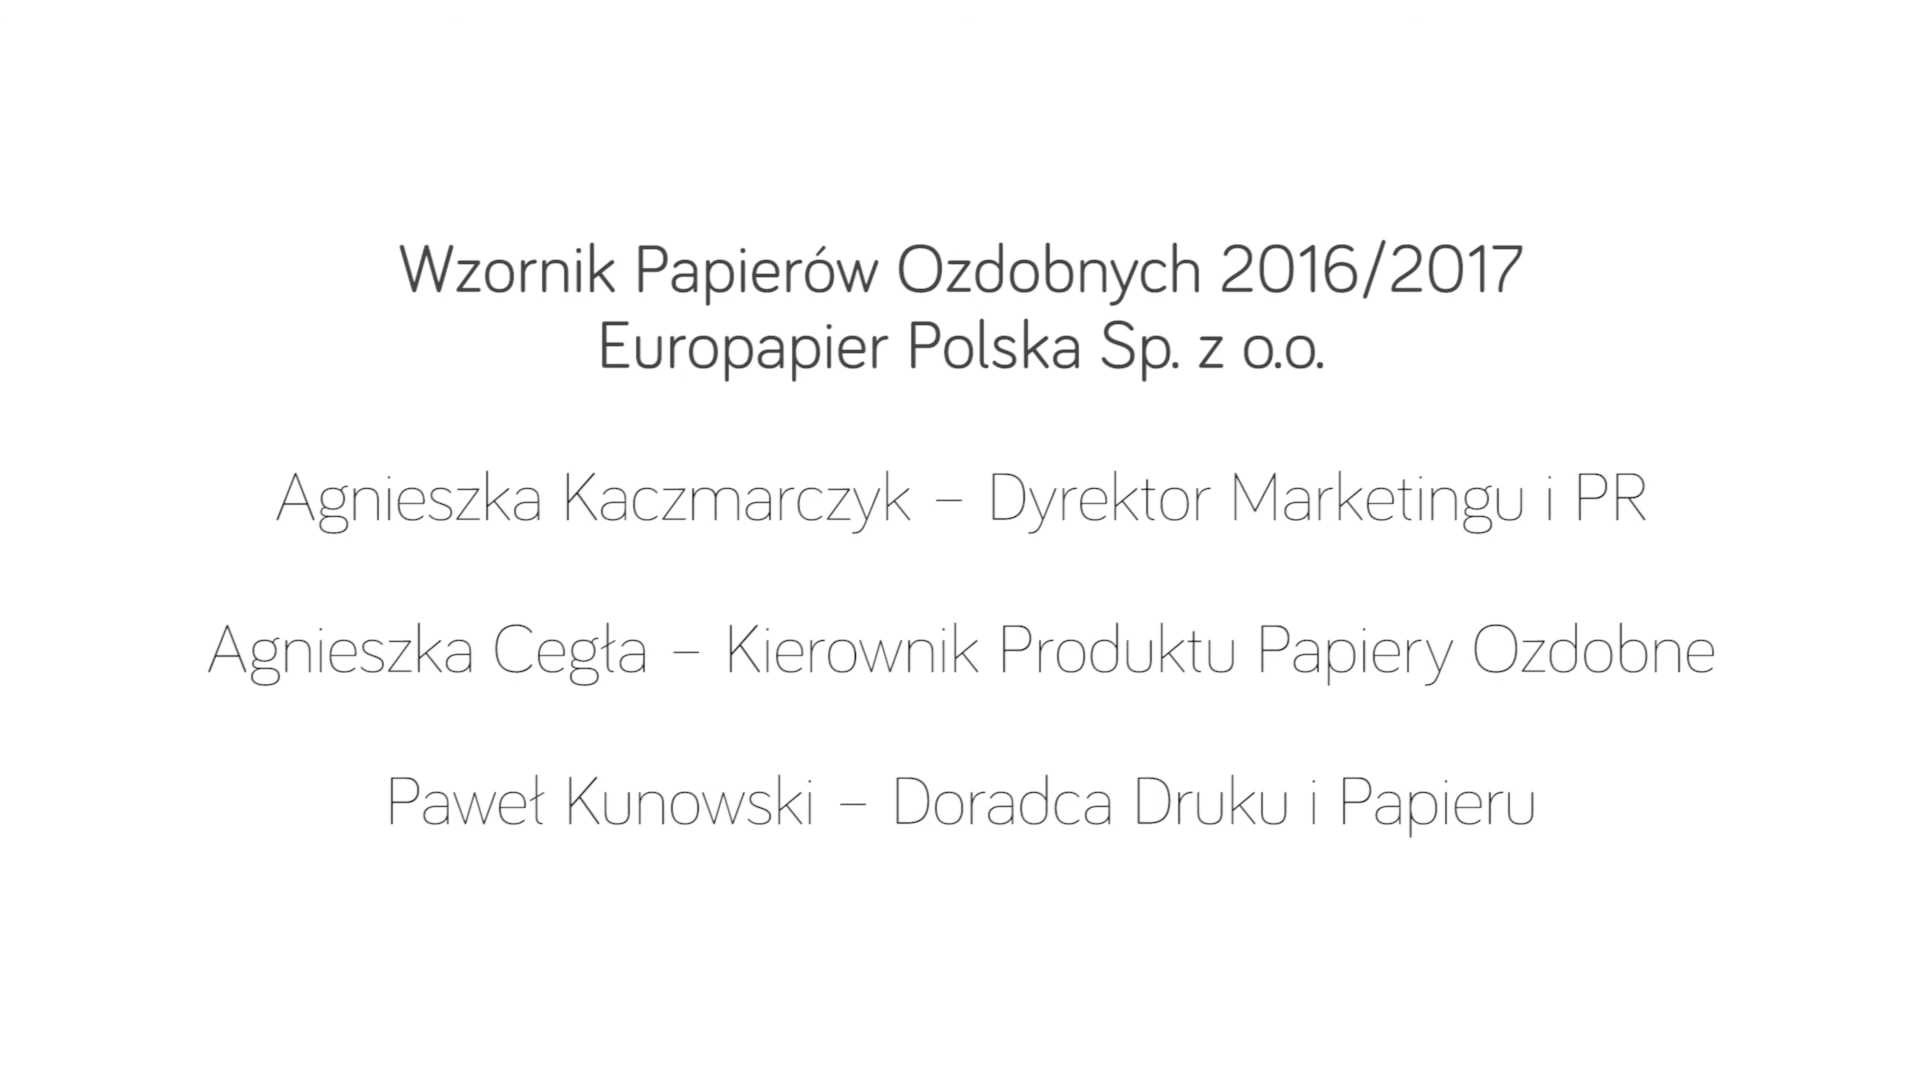 Wzornik Papierów Ozdobnych 2016/2017
Europapier Polska Sp. z o.o.
Agnieszka Kaczmarczyk – Dyrektor Marketingu i PR
Agnieszka Cegła – Kierownik Produktu Papiery Ozdobne
Paweł Kunowski – Doradca Druku i Papieru